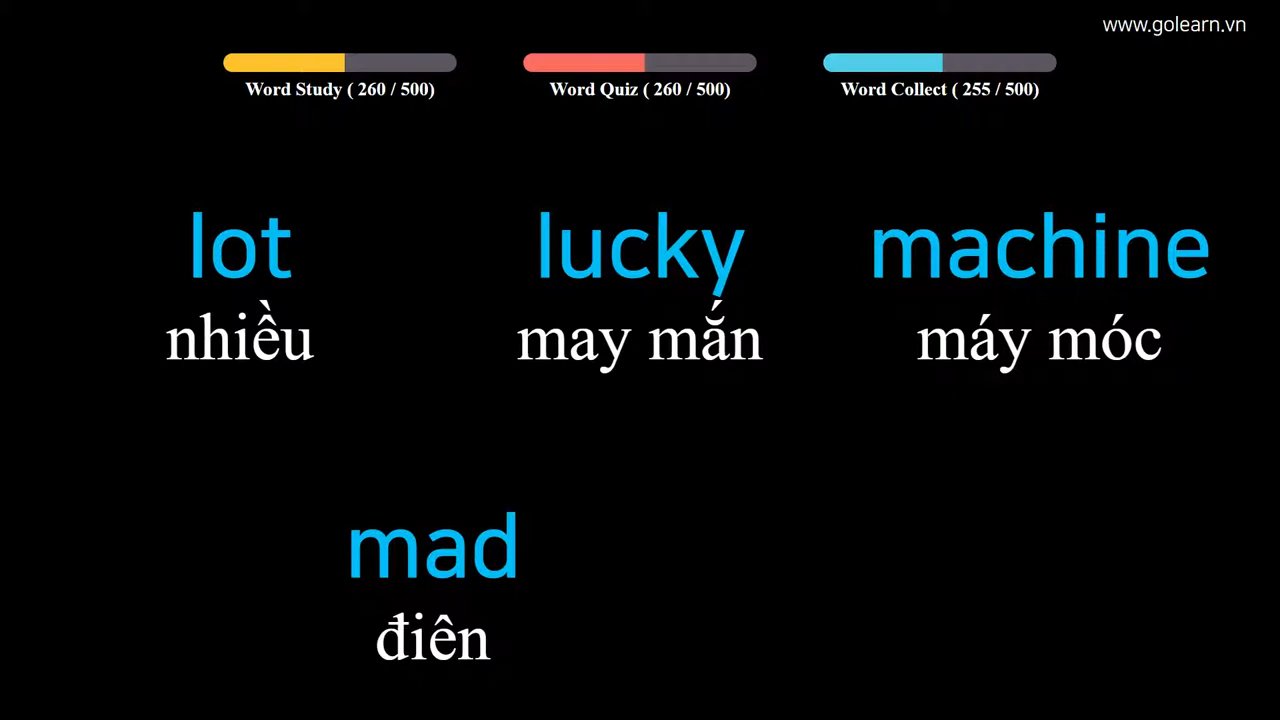 www.golearn.vn
Word Study ( 260 / 500)
Word Quiz ( 260 / 500)
Word Collect ( 255 / 500)
lot
nhiều
lucky
may mắn
machine
máy móc
mad
điên